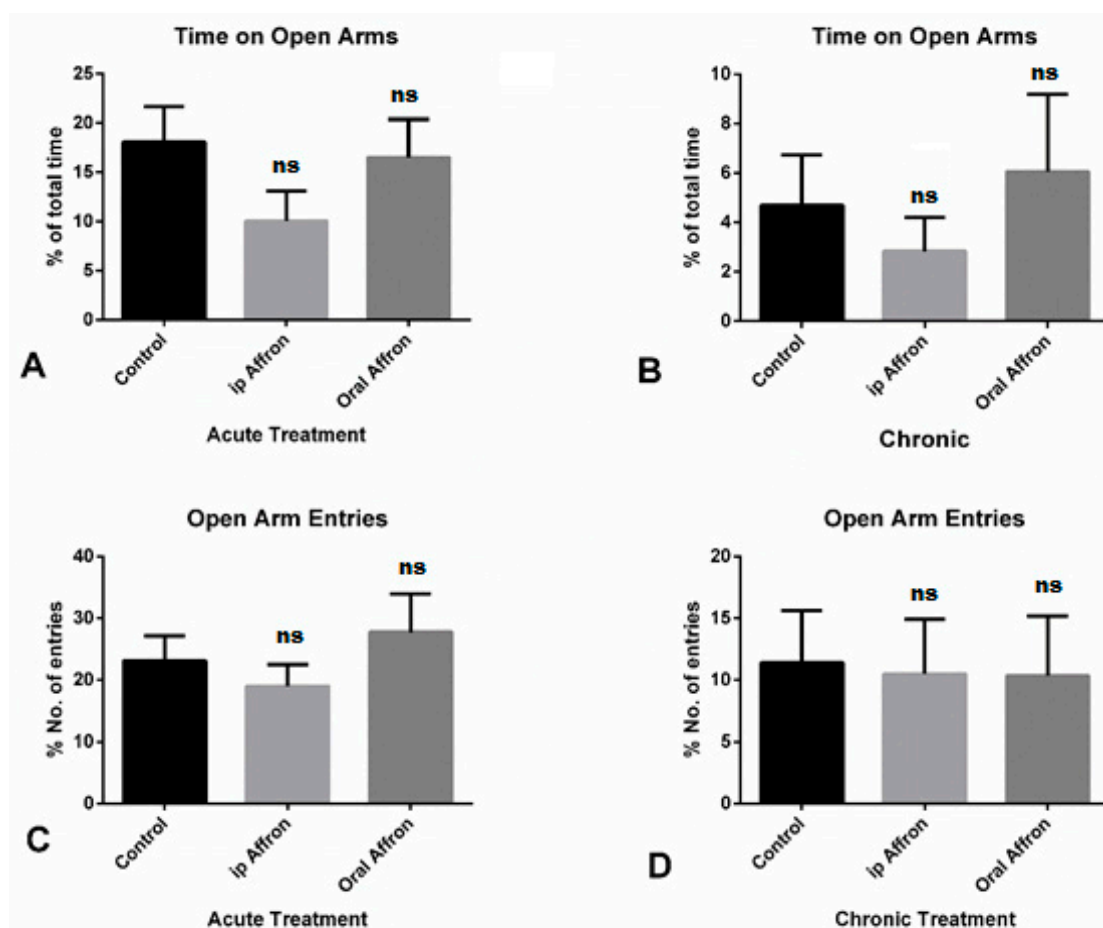 Time on Open Arms
% of total time
25
20
15
10
5
0
ns
ns
Control
ip Affron
Oral Affron
A
Acute Treatment
Time on Open Arms
% of total time
10
8
6
4
2
0
ns
ns
Control
ip Affron
Oral Affron
B
Chronic
Open Arm Entries
% No. of entries
40
30
20
10
0
ns
ns
Control
ip Affron
Oral Affron
C
Acute Treatment
Open Arm Entries
% No. of entries
20
15
10
5
0
ns
ns
Control
ip Affron
Oral Affron
D
Chronic Treatment